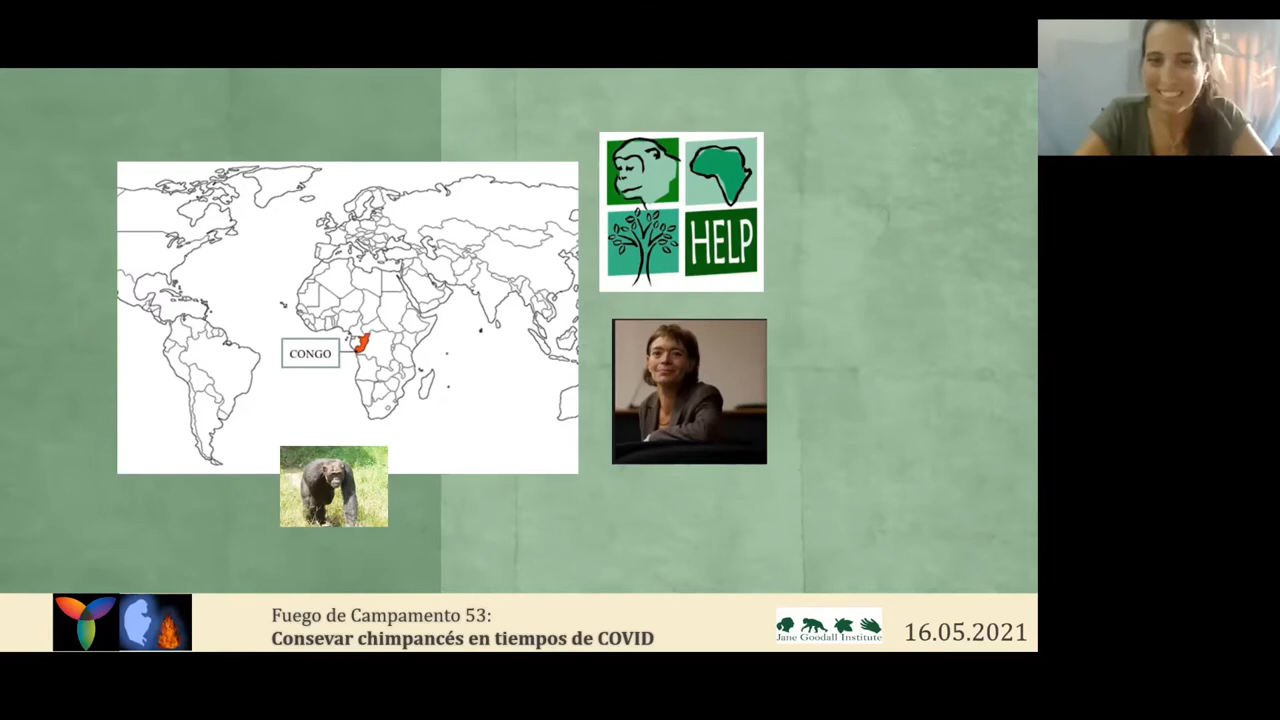 HELP
CONGO
Fuego de Campamento 53:
Consevar chimpancés en tiempos de COVID
Jane Goodall Institute
16.05.2021